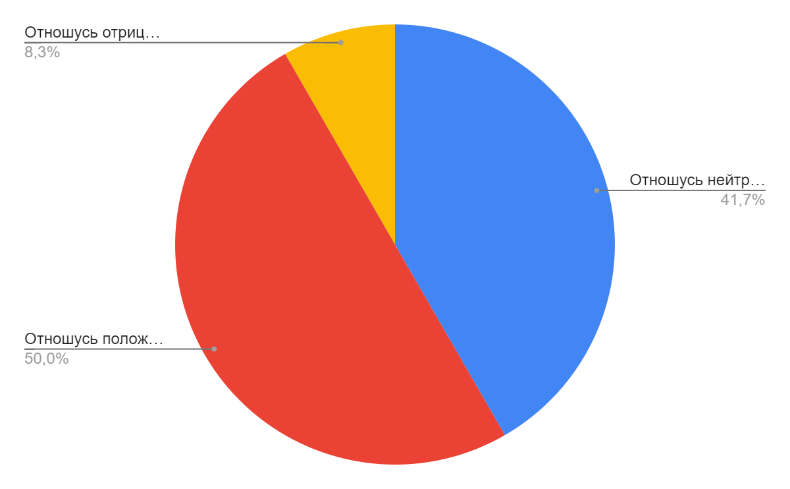 Отношусь отриц…
8,3%
Отношусь нейтр…
41,7%
Отношусь полож…
50,0%